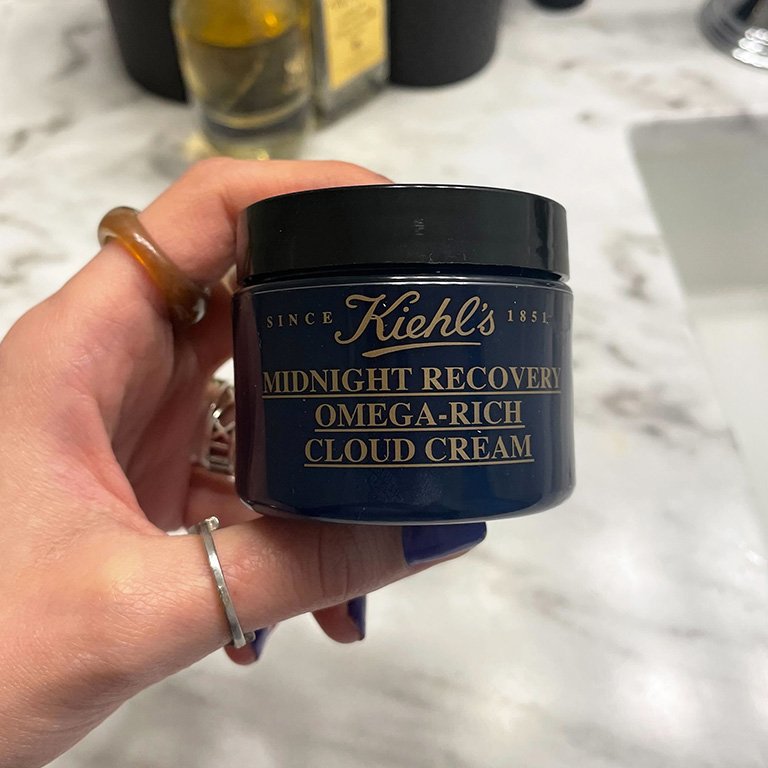 SINCE Kiehl's 1851
MIDNIGHT RECOVERY
OMEGA-RICH
CLOUD CREAM